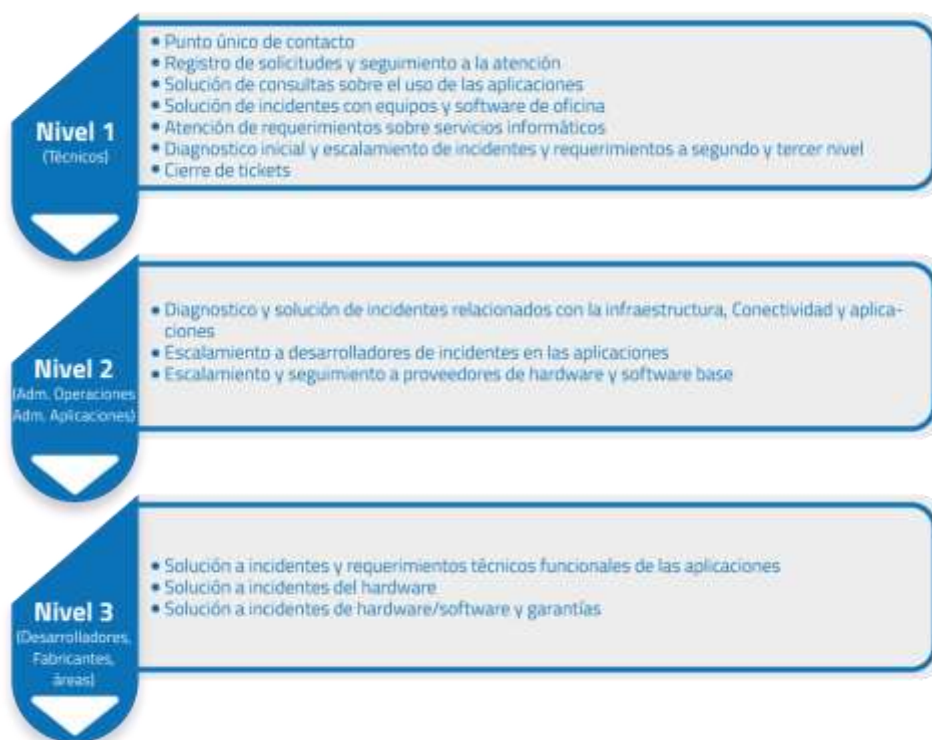 Nivel 1
(Técnicos)
• Punto único de contacto
• Registro de solicitudes y seguimiento a la atención
• Solución de consultas sobre el uso de las aplicaciones
• Solución de incidentes con equipos y software de oficina
• Atención de requerimientos sobre servicios informáticos
• Diagnostico inicial y escalamiento de incidentes y requerimientos a segundo y tercer nivel
• Cierre de tickets
Nivel 2
(Adm. Operaciones
Adm. Aplicaciones)
• Diagnostico y solución de incidentes relacionados con la infraestructura, Conectividad y aplica-
ciones
• Escalamiento a desarrolladores de incidentes en las aplicaciones
• Escalamiento y seguimiento a proveedores de hardware y software base
Nivel 3
(Desarrolladores,
Fabricantes,
áreas)
• Solución a incidentes y requerimientos técnicos funcionales de las aplicaciones
• Solución a incidentes del hardware
• Solución a incidentes de hardware/software y garantías